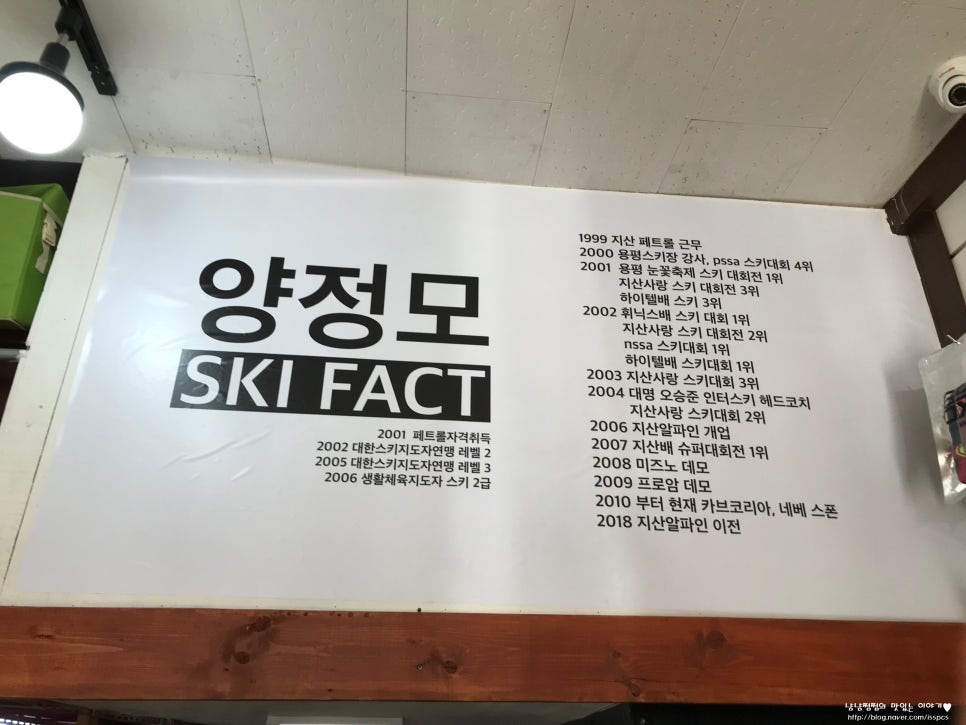 양정모
SKI FACT
2001 페트롤자격취득
2002 대한스키지도자연맹 레벨 2
2005 대한스키지도자연맹 레벨 3
2006 생활체육지도자 스키 2급
1999 지산 페트롤 근무
2000 용평스키장 강사, pssa 스키대회 4위
2001 용평 눈꽃축제 스키 대회전 1위
지산사랑 스키 대회전 3위
하이텔배 스키 3위
2002 휘닉스배 스키 대회 1위
지산사랑 스키 대회전 2위
nssa 스키대회 1위
하이텔배 스키 대회 1위
2003 지산사랑 스키대회 3위
2004 대명 오승준 인터스키 헤드코치
지산사랑 스키대회 2위
2006 지산알파인 개업
2007 지산배 슈퍼대회전 1위
2008 미즈노 데모
2009 프로암 데모
2010 부터 현재 카브코리아, 네베 스폰
2018 지산알파인 이전
냠냠쩝쩝의 맛있는 이야기♥
http://blog.naver.com/isspcs